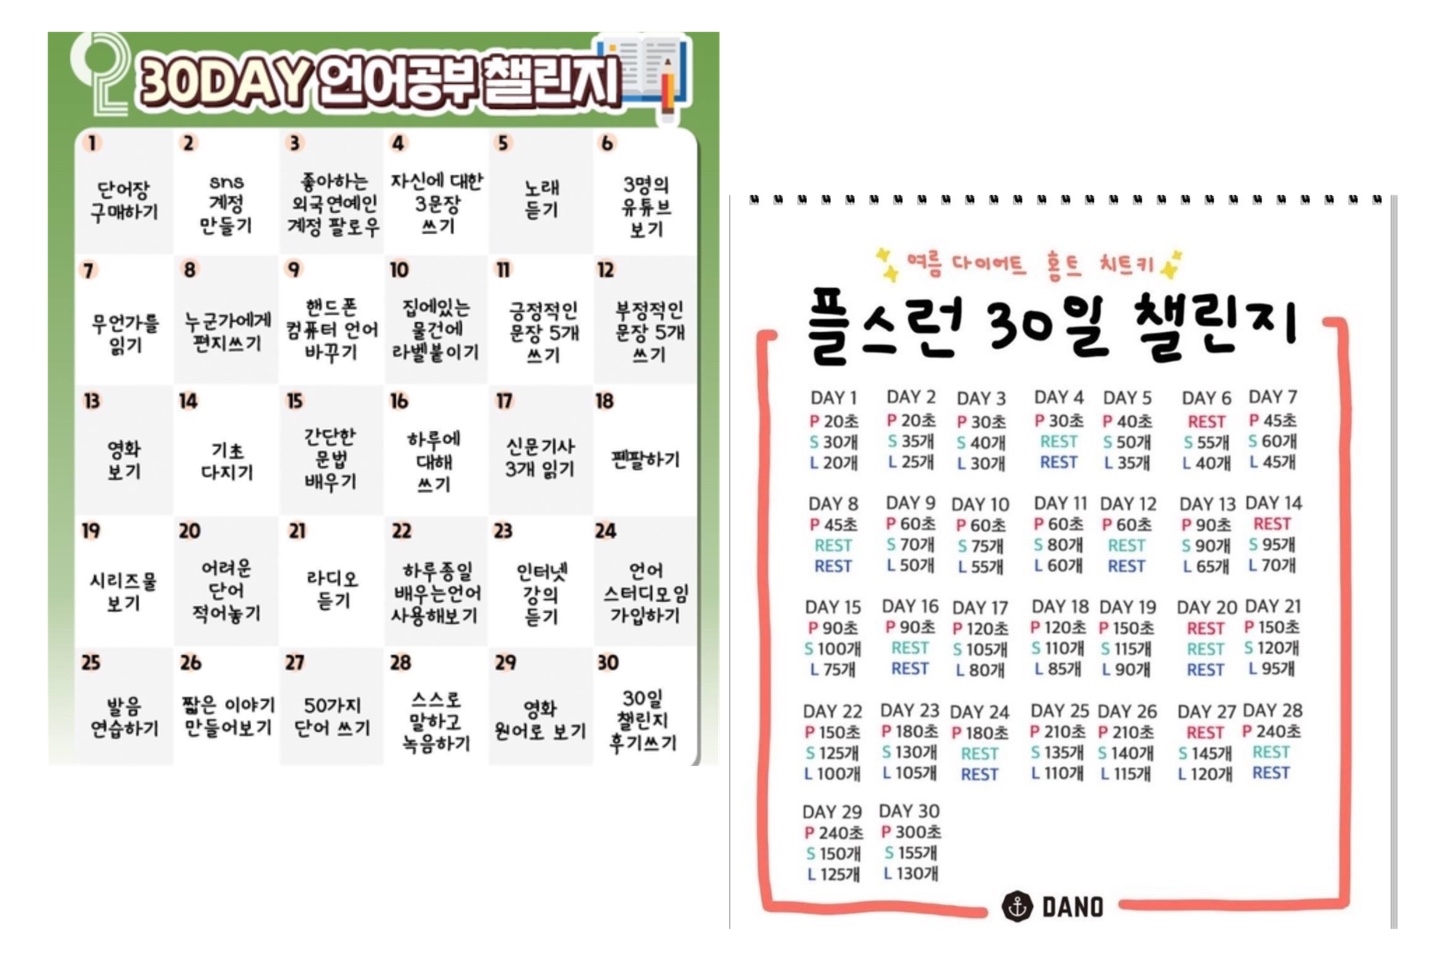 30DAY 언어공부 챌린지
1
단어장
구매하기
2
sns
계정
만들기
3
좋아하는
외국연예인
계정 팔로우
4
자신에 대한
3문장
쓰기
5
노래
듣기
6
3명의
유튜브
보기
7
무언가를
읽기
8
누군가에게
편지쓰기
9
핸드폰
컴퓨터 언어
바꾸기
10
집에있는
물건에
라벨붙이기
11
긍정적인
문장 5개
쓰기
12
부정적인
문장 5개
쓰기
13
영화
보기
14
기초
다지기
15
간단한
문법
배우기
16
하루에
대해
쓰기
17
신문기사
3개 읽기
18
펜팔하기
19
시리즈물
보기
20
어려운
단어
적어놓기
21
라디오
듣기
22
하루종일
배우는언어
사용해보기
23
인터넷
강의
듣기
24
언어
스터디모임
가입하기
25
발음
연습하기
26
짧은 이야기
만들어보기
27
50가지
단어 쓰기
28
스스로
말하고
녹음하기
29
영화
원어로 보기
30
30일
챌린지
후기쓰기
여름 다이어트 홈트 치트키
플스런 30일 챌린지
DAY 1 DAY 2 DAY 3 DAY 4 DAY 5 DAY 6 DAY 7
P 20초 P 20초 P 30초 P 30초 P 40초 REST P 45초
S 30개 S 35개 S 40개 REST S 50개 S 55개 S 60개
L 20개 L 25개 L 30개 REST L 35개 L 40개 L 45개
DAY 8 DAY 9 DAY 10 DAY 11 DAY 12 DAY 13 DAY 14
P 45초 P 60초 P 60초 P 60초 P 60초 P 90초 REST
REST S 70개 S 75개 S 80개 REST S 90개 S 95개
REST L 50개 L 55개 L 60개 REST L 65개 L 70개
DAY 15 DAY 16 DAY 17 DAY 18 DAY 19 DAY 20 DAY 21
P 90초 P 90초 P 120초 P 120초 P 150초 REST P 150초
S 100개 REST S 105개 S 110개 S 115개 REST S 120개
L 75개 REST L 80개 L 85개 L 90개 REST L 95개
DAY 22 DAY 23 DAY 24 DAY 25 DAY 26 DAY 27 DAY 28
P 150초 P 180초 P 180초 P 210초 P 210초 REST P 240초
S 125개 S 130개 REST S 135개 S 140개 S 145개 REST
L 100개 L 105개 REST L 110개 L 115개 L 120개 REST
DAY 29 DAY 30
P 240초 P 300초
S 150개 S 155개
L 125개 L 130개
DANO